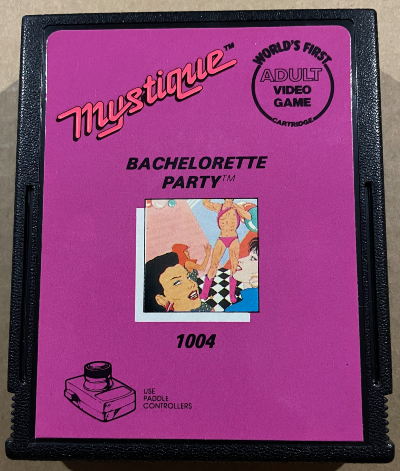 Mystique™
WORLD'S FIRST
ADULT
VIDEO
GAME
CARTRIDGE
BACHELORETTE
PARTY™
1004
USE
PADDLE
CONTROLLERS